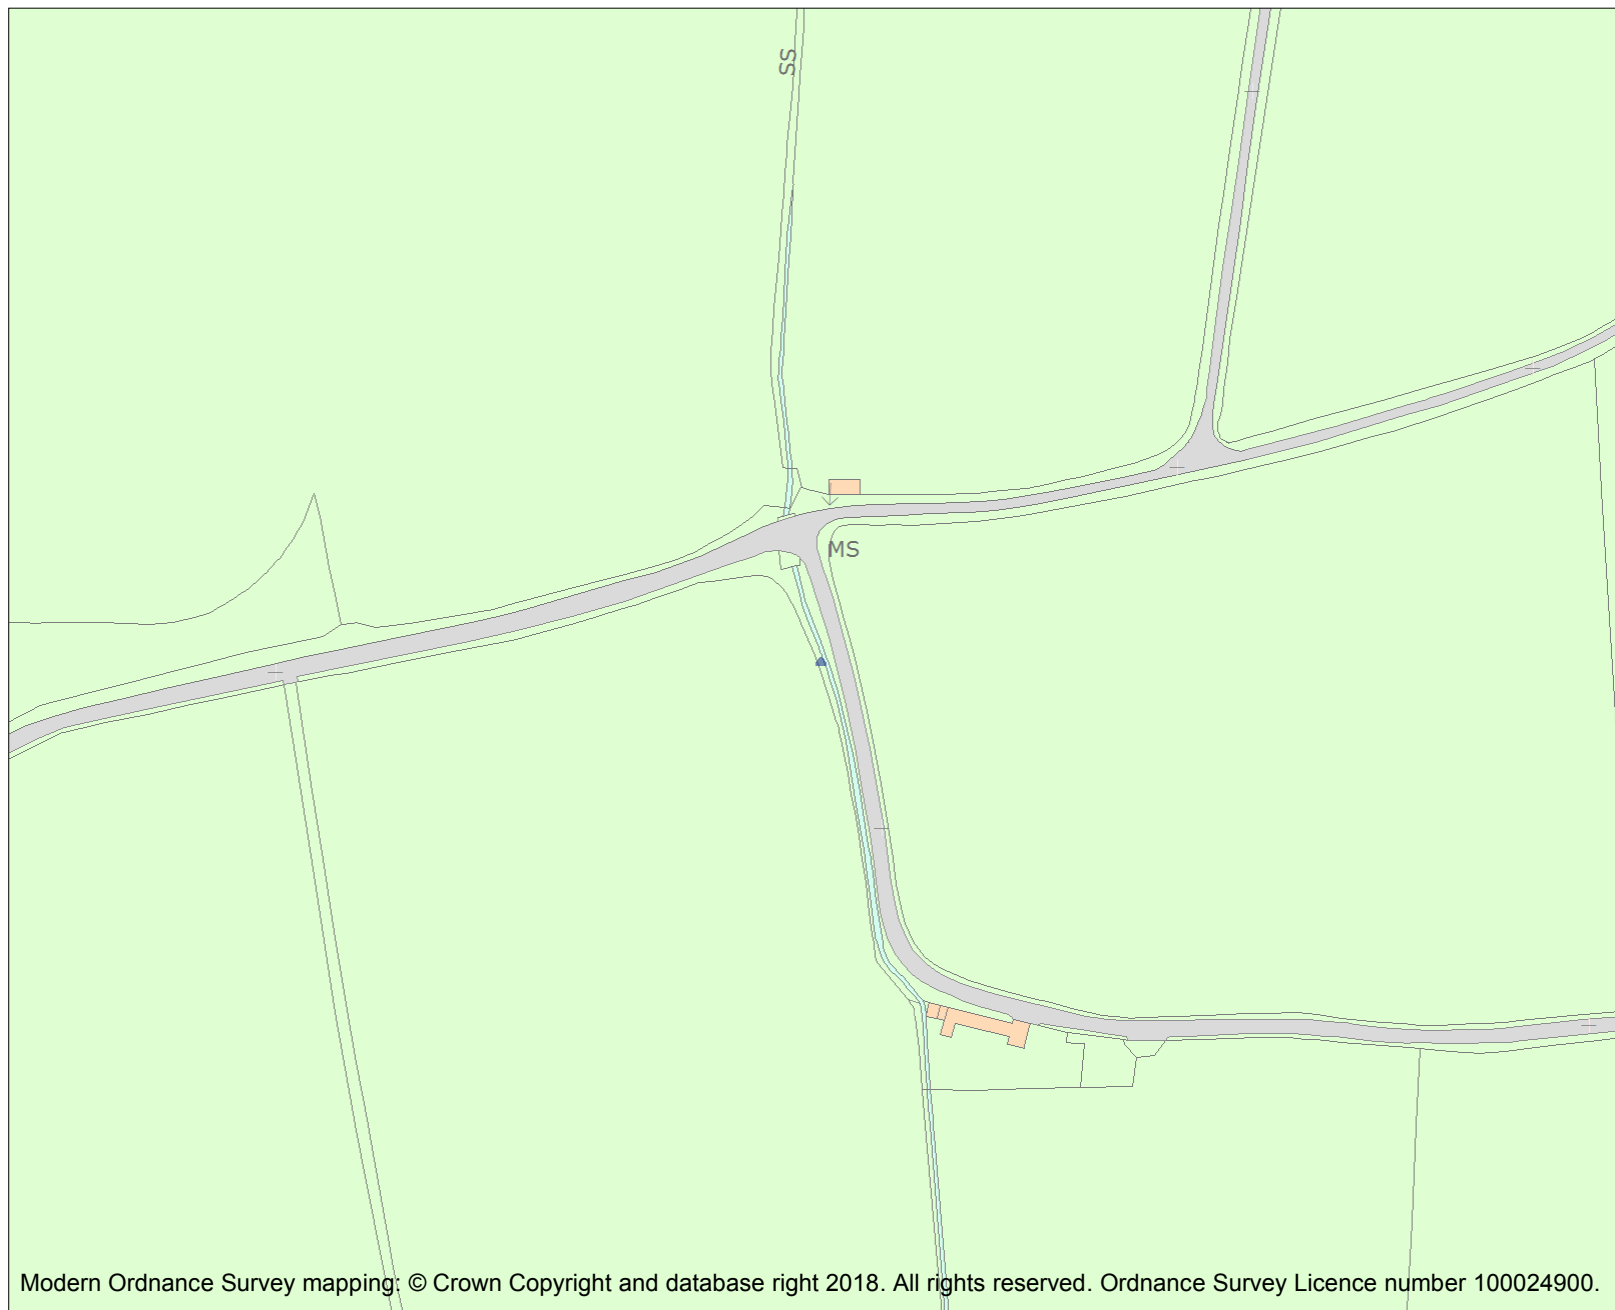 SS
MS
Modern Ordnance Survey mapping: © Crown Copyright and database right 2018. All rights reserved. Ordnance Survey Licence number 100024900.